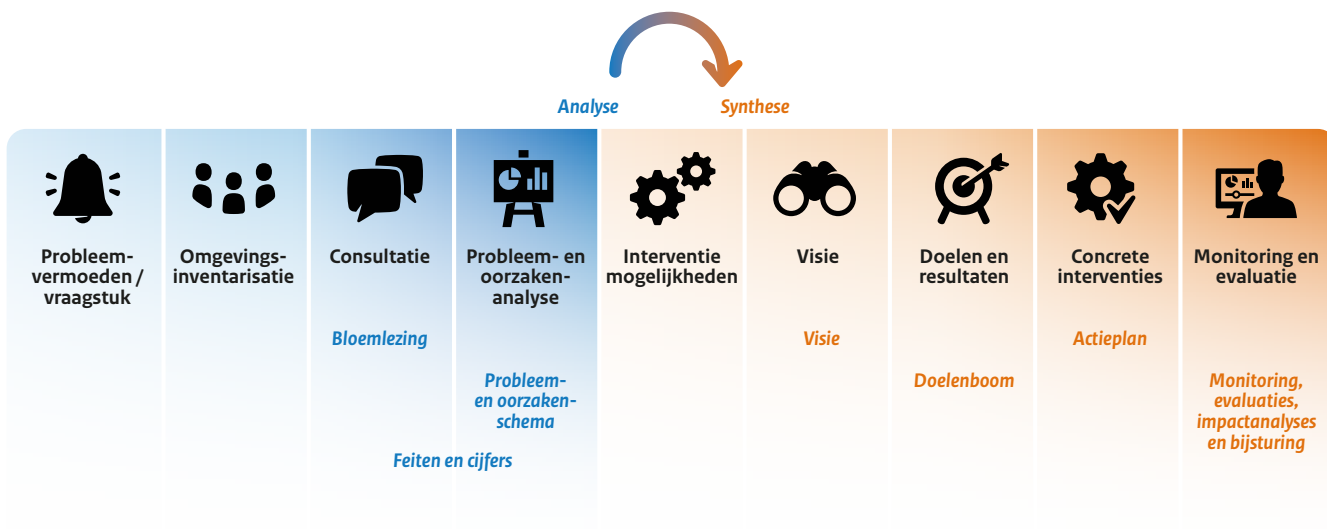 Analyse
Synthese
Probleem-
vermoeden /
vraagstuk
Omgevings-
inventarisatie
Consultatie
Probleem- en
oorzaken-
analyse
Interventie
mogelijkheden
Visie
Doelen en
resultaten
Concrete
interventies
Monitoring en
evaluatie
Bloemlezing
Probleem-
en oorzaken-
schema
Feiten en cijfers
Visie
Doelenboom
Actieplan
Monitoring,
evaluaties,
impactanalyses
en bijsturing